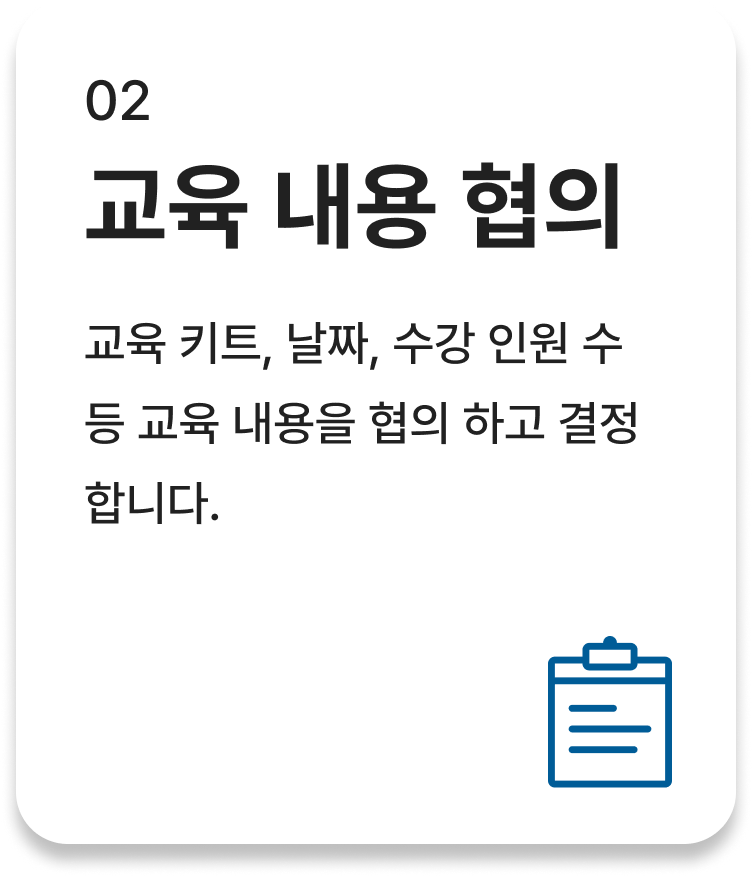 02
교육 내용 협의
교육 키트, 날짜, 수강 인원 수
등 교육 내용을 협의 하고 결정
합니다.